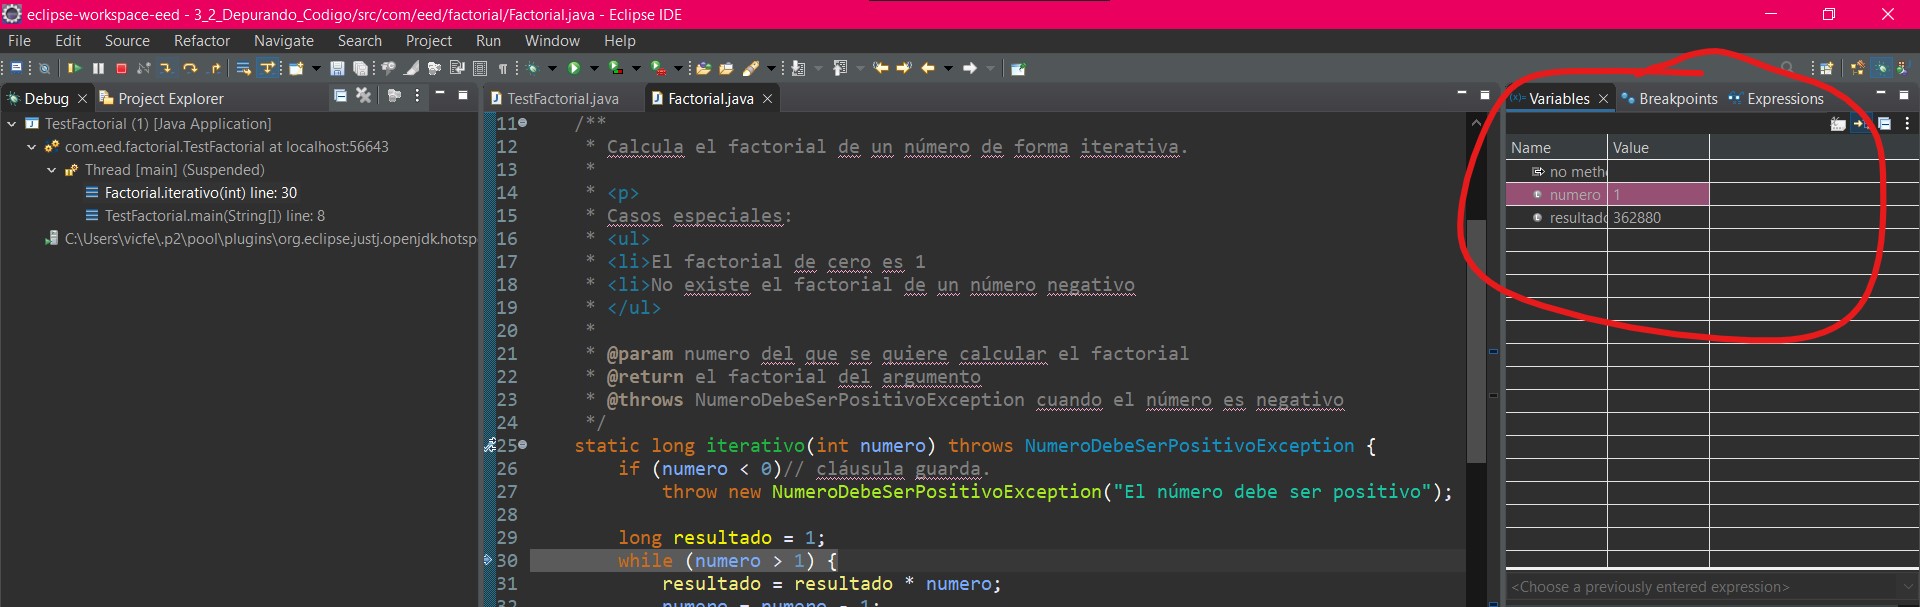 eclipse-workspace-eed - 3_2_Depurando_Codigo/src/com/eed/factorial/Factorial.java - Eclipse IDE
File Edit Source Refactor Navigate Search Project Run Window Help
Debug Project Explorer
TestFactorial (1) [Java Application]
com.eed.factorial.TestFactorial at localhost:56643
Thread [main] (Suspended)
Factorial.iterativo(int) line: 30
TestFactorial.main(String[]) line: 8
C:\Users\vicfe\.p2\pool\plugins\org.eclipse.justj.openjdk.hotsp
TestFactorial.java Factorial.java
11 /**
12 * Calcula el factorial de un número de forma iterativa.
13 *
14 * <p>
15 * Casos especiales:
16 * <ul>
17 * <li>El factorial de cero es 1
18 * <li>No existe el factorial de un número negativo
19 * </ul>
20 *
21 * @param numero del que se quiere calcular el factorial
22 * @return el factorial del argumento
23 * @throws NumeroDebeSerPositivoException cuando el número es negativo
24 */
25 static long iterativo(int numero) throws NumeroDebeSerPositivoException {
26 if (numero < 0)// cláusula guarda.
27 throw new NumeroDebeSerPositivoException("El número debe ser positivo");
28
29 long resultado = 1;
30 while (numero > 1) {
31 resultado = resultado * numero;
32 numero = numero - 1;
(x)= Variables Breakpoints Expressions
Name Value
no meth
numero 1
resultado 362880
<Choose a previously entered expression>